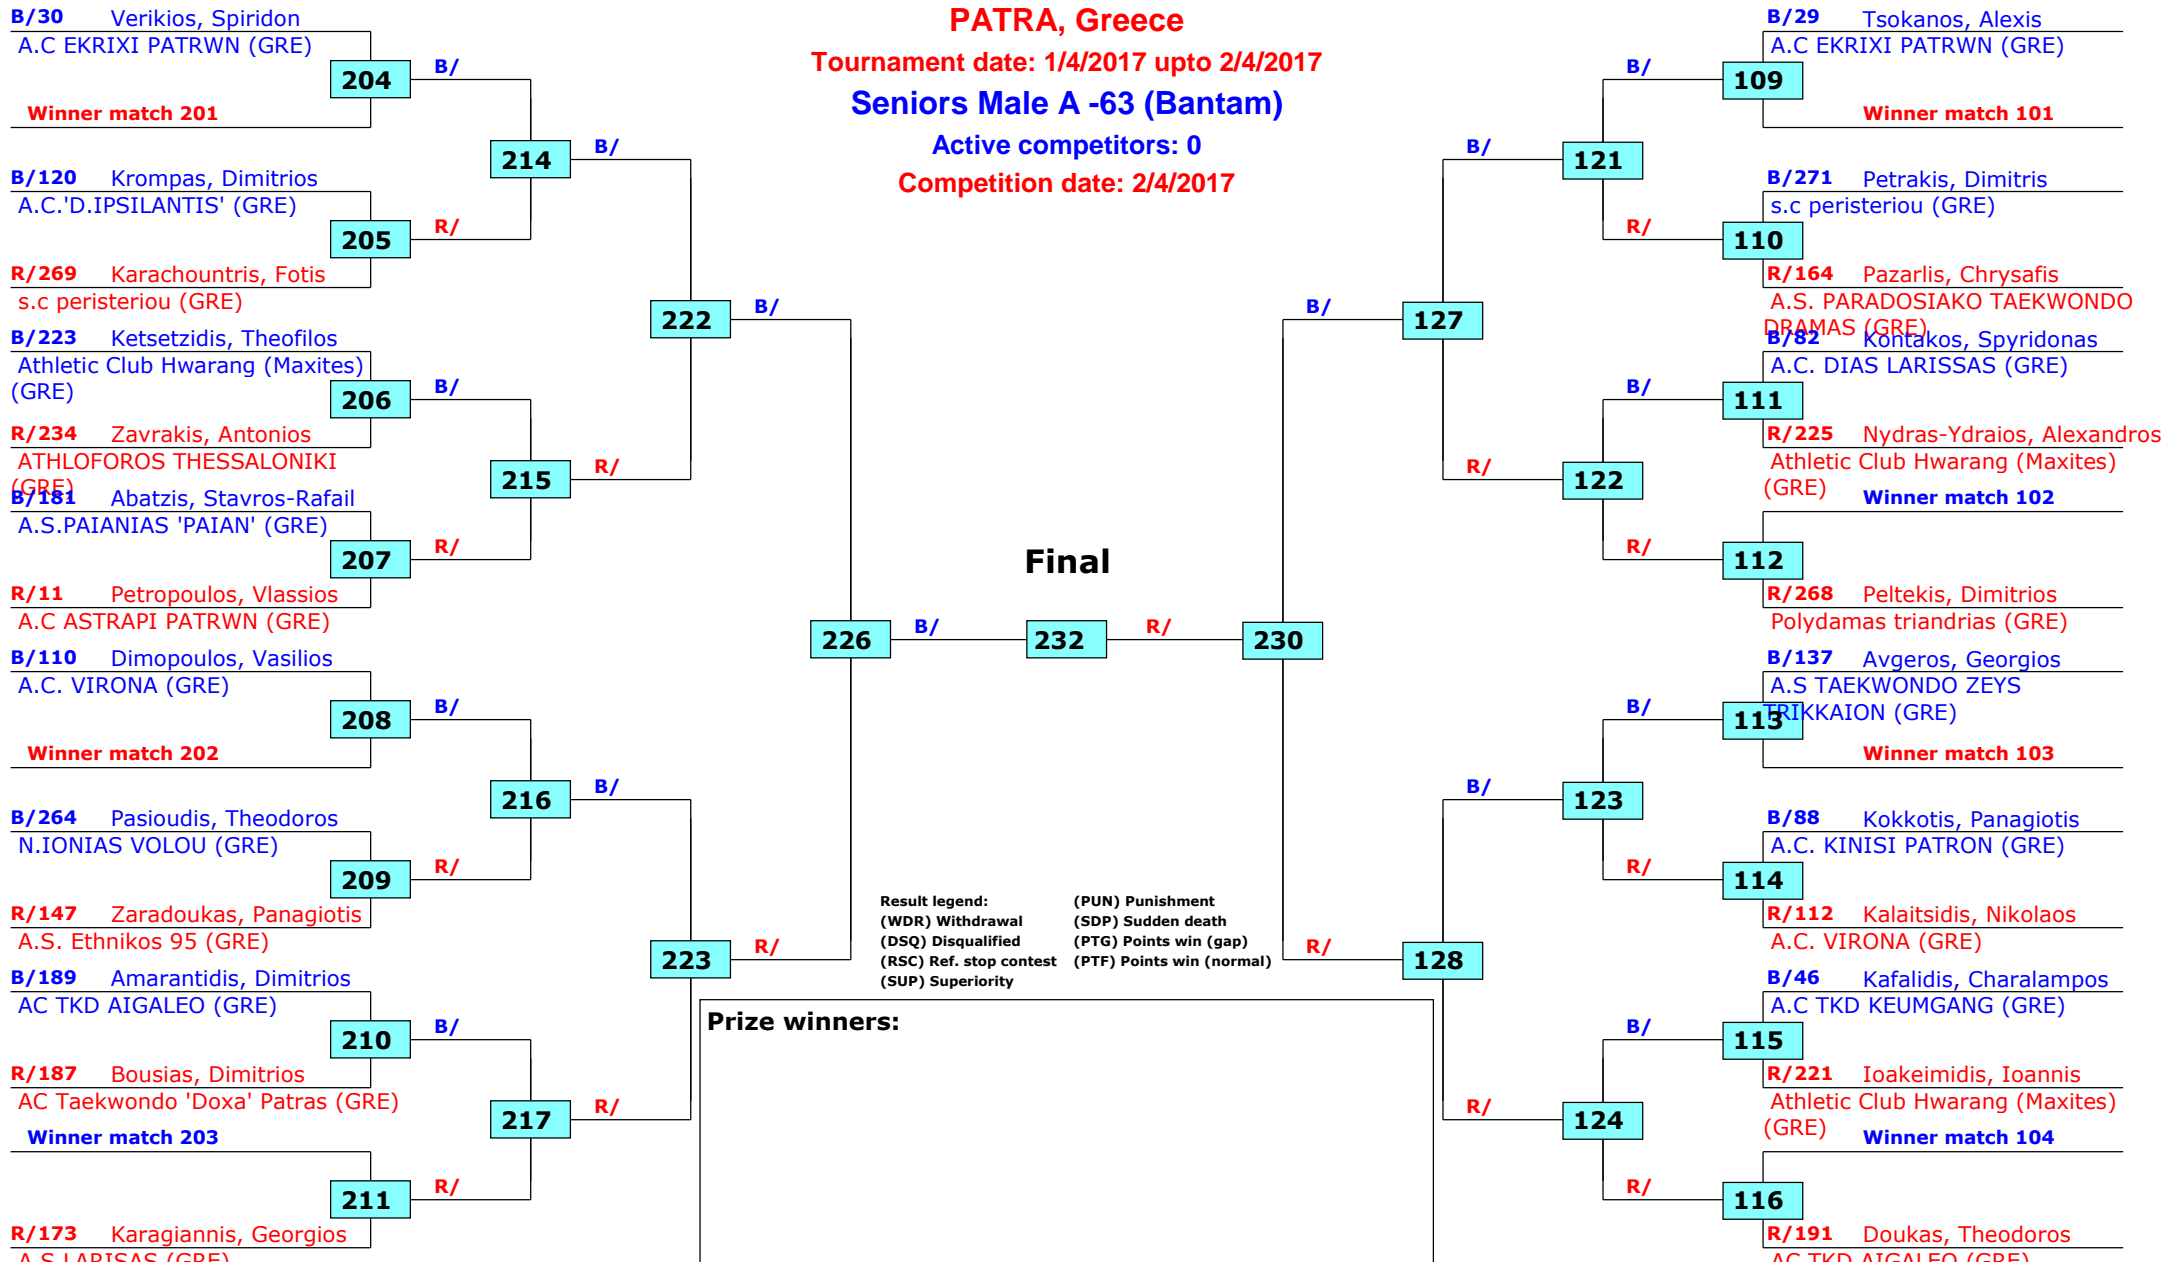 PATRA, Greece
Tournament date: 1/4/2017 upto 2/4/2017
Seniors Male A -63 (Bantam)
Active competitors: 0
Competition date: 2/4/2017
B/30 Verikios, Spiridon
A.C EKRIXI PATRWN (GRE)
204
B/
Winner match 201
214
B/
B/120 Krompas, Dimitrios
A.C.'D.IPSILANTIS' (GRE)
205
R/
R/269 Karachountris, Fotis
s.c peristeriou (GRE)
222
B/
B/223 Ketsetzidis, Theofilos
Athletic Club Hwarang (Maxites)
(GRE)
206
B/
R/234 Zavrakis, Antonios
ATHLOFOROS THESSALONIKI
(GRE)
215
R/
B/181 Abatzis, Stavros-Rafail
A.S.PAIANIAS 'PAIAN' (GRE)
207
R/
R/11 Petropoulos, Vlassios
A.C ASTRAPI PATRWN (GRE)
226
B/
B/110 Dimopoulos, Vasilios
A.C. VIRONA (GRE)
208
B/
Winner match 202
216
B/
B/264 Pasioudis, Theodoros
N.IONIAS VOLOU (GRE)
209
R/
R/147 Zaradoukas, Panagiotis
A.S. Ethnikos 95 (GRE)
223
R/
B/189 Amarantidis, Dimitrios
AC TKD AIGALEO (GRE)
210
B/
R/187 Bousias, Dimitrios
AC Taekwondo 'Doxa' Patras (GRE)
217
R/
Winner match 203
211
R/
R/173 Karagiannis, Georgios
A.S LARISAS (GRE)
Final
232
R/
230
B/29 Tsokanos, Alexis
A.C EKRIXI PATRWN (GRE)
B/
109
Winner match 101
B/
121
B/271 Petrakis, Dimitris
s.c peristeriou (GRE)
R/
110
R/164 Pazarlis, Chrysafis
A.S. PARADOSIAKO TAEKWONDO
DRAMAS (GRE)
B/
127
B/82 Kontakos, Spyridonas
A.C. DIAS LARISSAS (GRE)
B/
111
R/225 Nydras-Ydraios, Alexandros
Athletic Club Hwarang (Maxites)
(GRE)
R/
122
Winner match 102
R/
112
R/268 Peltekis, Dimitrios
Polydamas triandrias (GRE)
B/137 Avgeros, Georgios
A.S TAEKWONDO ZEYS
TRIKKAION (GRE)
B/
113
Winner match 103
B/
123
B/88 Kokkotis, Panagiotis
A.C. KINISI PATRON (GRE)
R/
114
R/112 Kalaitsidis, Nikolaos
A.C. VIRONA (GRE)
R/
128
B/46 Kafalidis, Charalampos
A.C TKD KEUMGANG (GRE)
B/
115
R/221 Ioakeimidis, Ioannis
Athletic Club Hwarang (Maxites)
(GRE)
R/
124
Winner match 104
R/
116
R/191 Doukas, Theodoros
AC TKD AIGALEO (GRE)
Result legend: (PUN) Punishment
(WDR) Withdrawal (SDP) Sudden death
(DSQ) Disqualified (PTG) Points win (gap)
(RSC) Ref. stop contest (PTF) Points win (normal)
(SUP) Superiority
Prize winners: